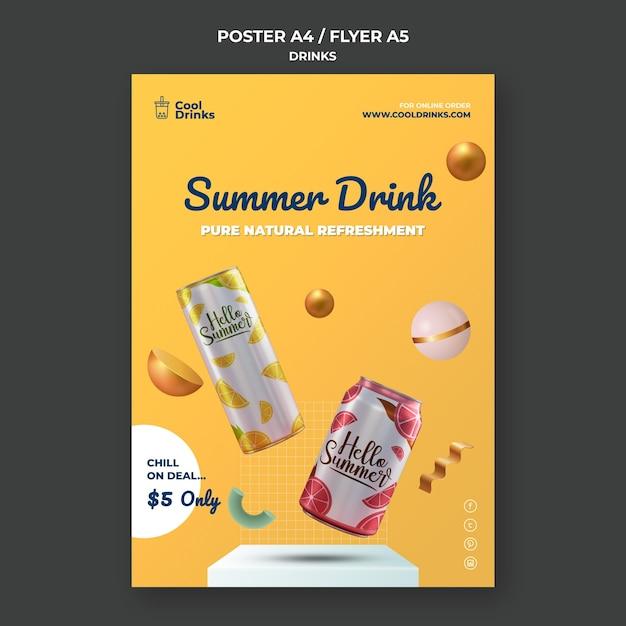 POSTER A4 / FLYER A5
DRINKS
Cool
Drinks
FOR ONLINE ORDER
WWW.COOLDRINKS.COM
Summer Drink
PURE NATURAL REFRESHMENT
Hello
Summer
Hello
Summer
CHILL
ON DEAL...
$5 Only